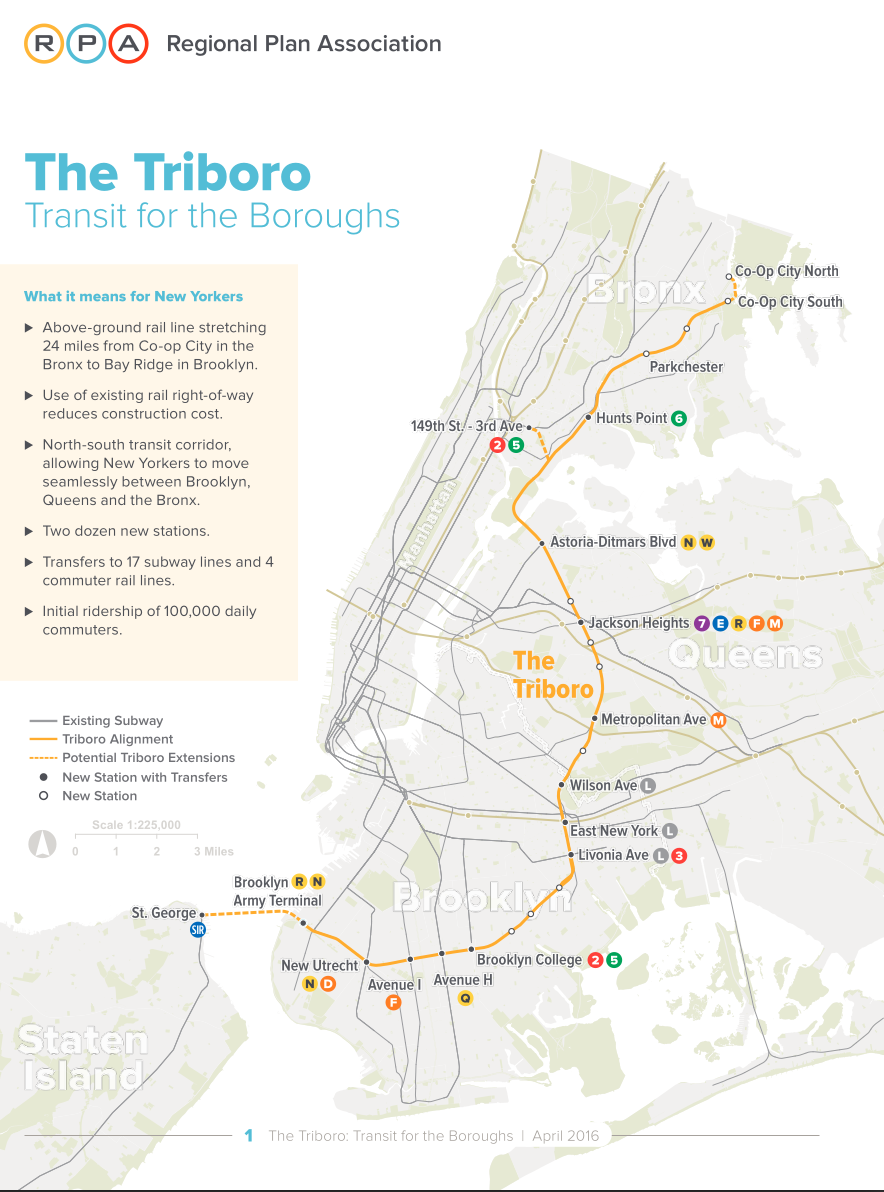 R P A Regional Plan Association
The Triboro
Transit for the Boroughs
What it means for New Yorkers
Above-ground rail line stretching
24 miles from Co-op City in the
Bronx to Bay Ridge in Brooklyn.
Use of existing rail right-of-way
reduces construction cost.
North-south transit corridor,
allowing New Yorkers to move
seamlessly between Brooklyn,
Queens and the Bronx.
Two dozen new stations.
Transfers to 17 subway lines and 4
commuter rail lines.
Initial ridership of 100,000 daily
commuters.
Existing Subway
Triboro Alignment
Potential Triboro Extensions
New Station with Transfers
New Station
Scale 1:225,000
0 1 2 3 Miles
Bronx
Co-Op City North
Co-Op City South
Parkchester
149th St. - 3rd Ave
2 5
Hunts Point 6
Manhattan
Astoria-Ditmars Blvd N W
Jackson Heights 7 E R F M
Queens
The
Triboro
Metropolitan Ave M
Wilson Ave L
East New York L
Livonia Ave L 3
Brooklyn
Brooklyn R N
Army Terminal
St. George
SIR
New Utrecht
N D
Avenue I
F
Avenue H
Q
Brooklyn College 2 5
Staten
Island
1 The Triboro: Transit for the Boroughs | April 2016